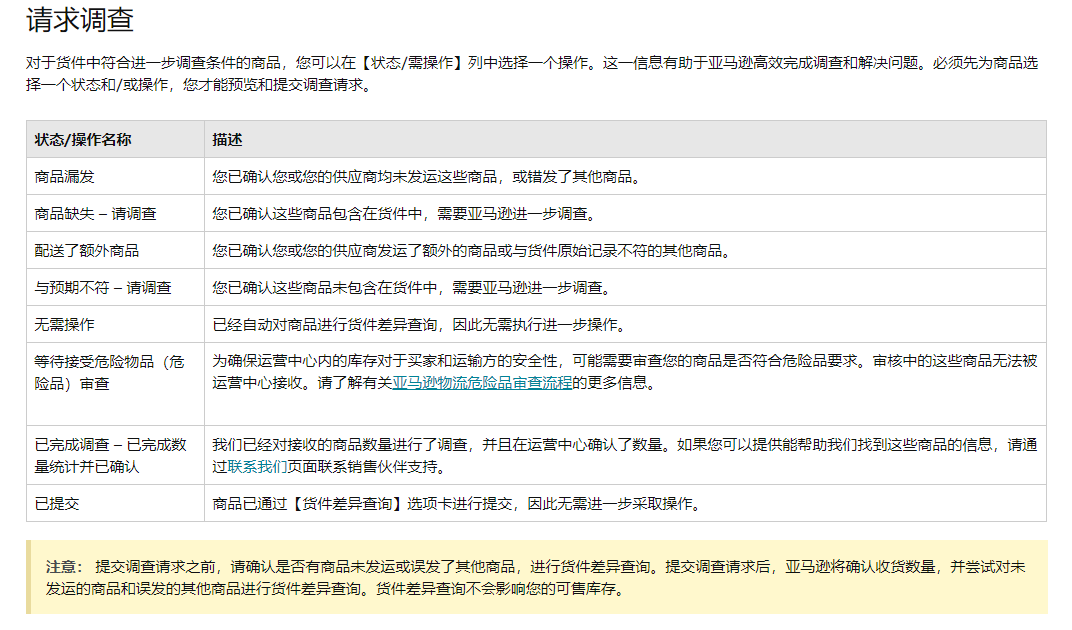 请求调查
对于货件中符合进一步调查条件的商品，您可以在【状态/需操作】列中选择一个操作。这一信息有助于亚马逊高效完成调查和解决问题。必须先为商品选
择一个状态和/或操作，您才能预览和提交调查请求。
状态/操作名称 描述
商品漏发 您已确认您或您的供应商均未发运这些商品，或错发了其他商品。
商品缺失 – 请调查 您已确认这些商品包含在货件中，需要亚马逊进一步调查。
配送了额外商品 您已确认您或您的供应商发运了额外的商品或与货件原始记录不符的其他商品。
与预期不符 – 请调查 您已确认这些商品未包含在货件中，需要亚马逊进一步调查。
无需操作 已经自动对商品进行货件差异查询，因此无需执行进一步操作。
等待接受危险物品（危 为确保运营中心内的库存对于买家和运输方的安全性，可能需要审查您的商品是否符合危险品要求。审核中的这些商品无法被
险品）审查 运营中心接收。请了解有关亚马逊物流危险品审查流程的更多信息。
已完成调查 – 已完成数 我们已经对接收的商品数量进行了调查，并且在运营中心确认了数量。如果您可以提供能帮助我们找到这些商品的信息，请通
量统计并已确认 过联系我们页面联系销售伙伴支持。
已提交 商品已通过【货件差异查询】选项卡进行提交，因此无需进一步采取操作。
注意： 提交调查请求之前，请确认是否有商品未发运或误发了其他商品，进行货件差异查询。提交调查请求后，亚马逊将确认收货数量，并尝试对未
发运的商品和误发的其他商品进行货件差异查询。货件差异查询不会影响您的可售库存。